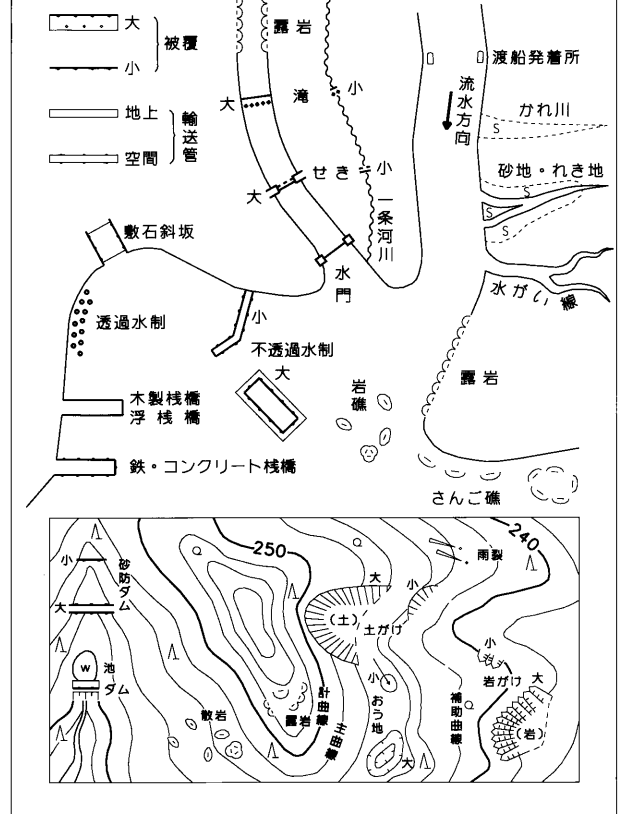 大
小
被覆
地上
空間
輸送管
露岩
大
滝
小
せき
小
大
一条河川
水門
渡船発着所
流水方向
かれ川
S
砂地・れき地
S
S
S
水がい線
敷石斜坂
透過水制
小
不透過水制
大
木製桟橋
浮桟橋
鉄・コンクリート桟橋
岩礁
露岩
さんご礁
小
砂防ダム
大
W
池
ダム
250
240
雨裂
大
小
(土)
土がけ
小
岩がけ
大
(岩)
小
おう地
大
散岩
露岩
計曲線
主曲線
補助曲線